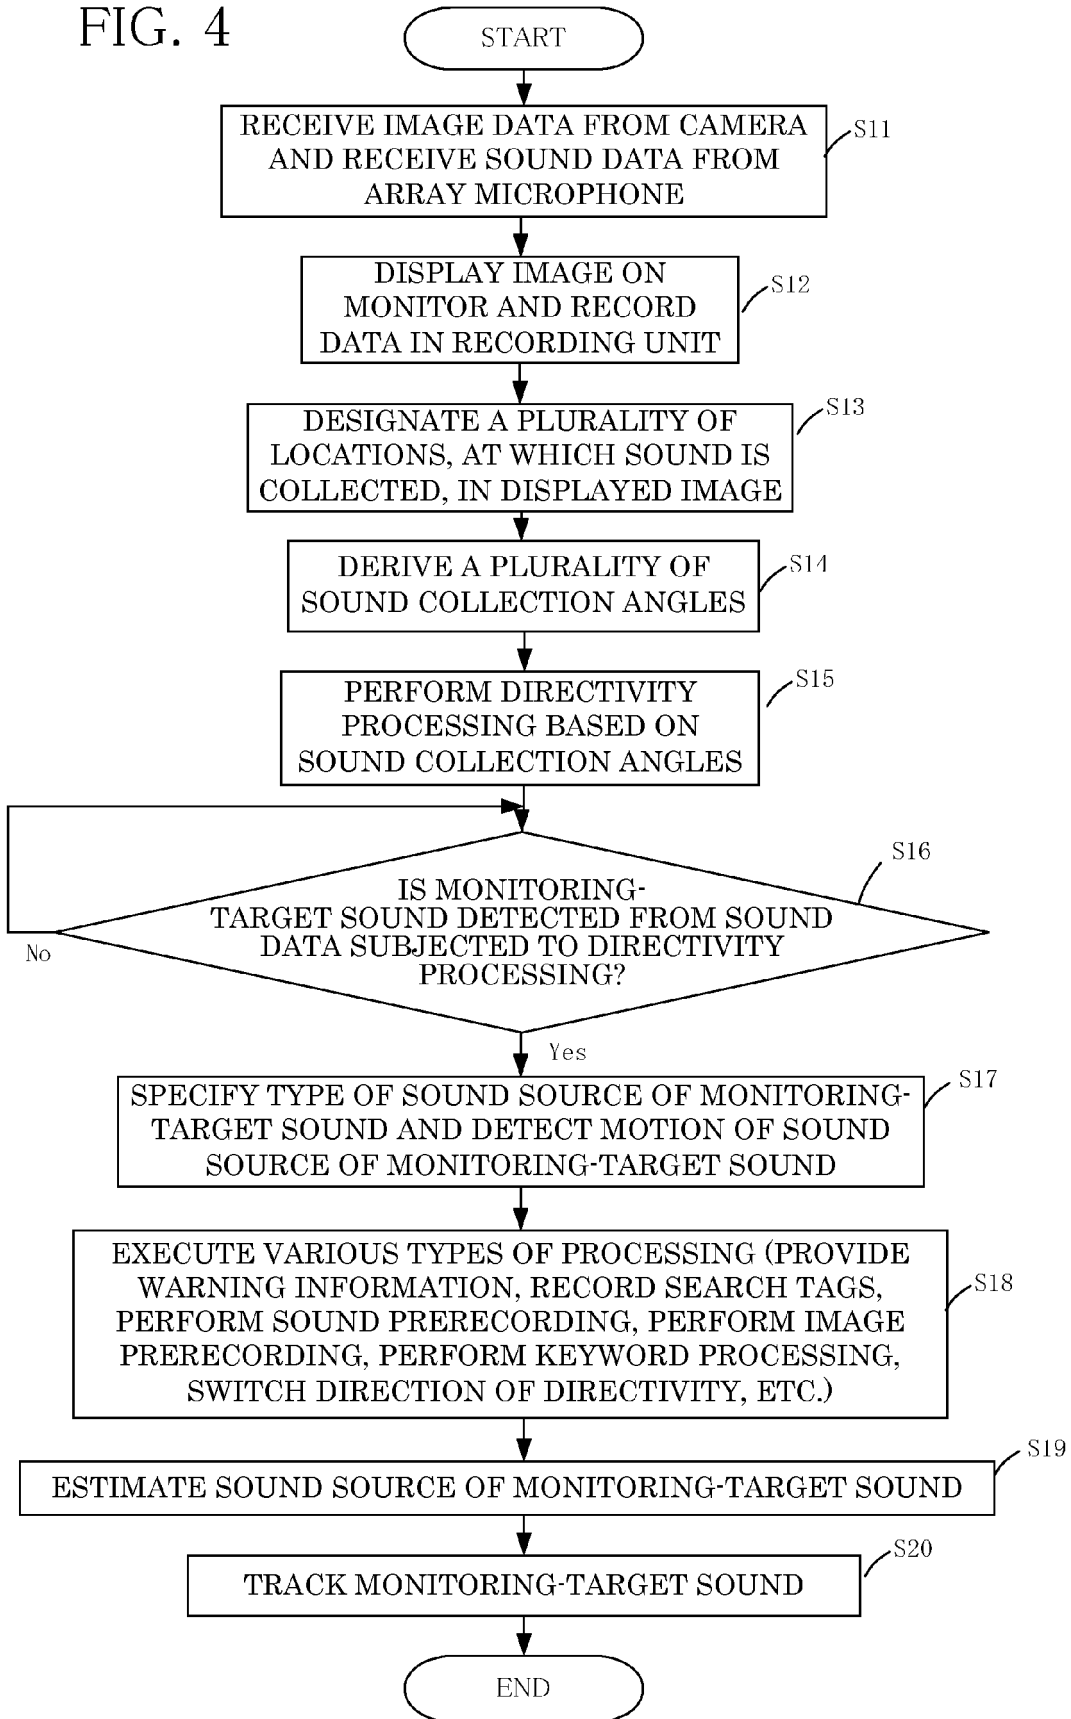 FIG. 4
START
RECEIVE IMAGE DATA FROM CAMERA
AND RECEIVE SOUND DATA FROM
ARRAY MICROPHONE
S11
DISPLAY IMAGE ON
MONITOR AND RECORD
DATA IN RECORDING UNIT
S12
DESIGNATE A PLURALITY OF
LOCATIONS, AT WHICH SOUND IS
COLLECTED, IN DISPLAYED IMAGE
S13
DERIVE A PLURALITY OF
SOUND COLLECTION ANGLES
S14
PERFORM DIRECTIVITY
PROCESSING BASED ON
SOUND COLLECTION ANGLES
S15
IS MONITORING-
TARGET SOUND DETECTED FROM SOUND
DATA SUBJECTED TO DIRECTIVITY
PROCESSING?
S16
No
Yes
SPECIFY TYPE OF SOUND SOURCE OF MONITORING-
TARGET SOUND AND DETECT MOTION OF SOUND
SOURCE OF MONITORING-TARGET SOUND
S17
EXECUTE VARIOUS TYPES OF PROCESSING (PROVIDE
WARNING INFORMATION, RECORD SEARCH TAGS,
PERFORM SOUND PRERECORDING, PERFORM IMAGE
PRERECORDING, PERFORM KEYWORD PROCESSING,
SWITCH DIRECTION OF DIRECTIVITY, ETC.)
S18
ESTIMATE SOUND SOURCE OF MONITORING-TARGET SOUND
S19
TRACK MONITORING-TARGET SOUND
S20
END